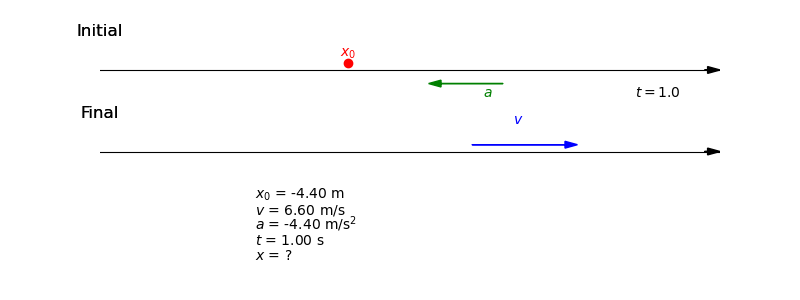 Initial
x₀
a
t = 1.0
Final
v
x₀ = -4.40 m
v = 6.60 m/s
a = -4.40 m/s²
t = 1.00 s
x = ?